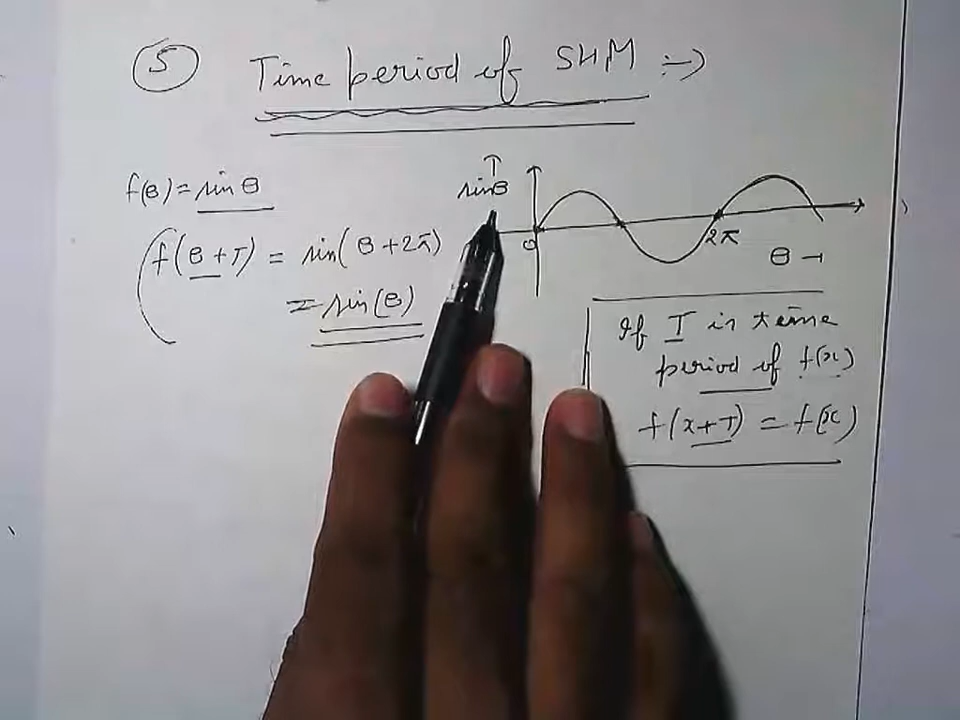 5 Time period of SHM :->
f(θ) = sin θ
f(θ+T) = sin(θ+2π)
= sin(θ)
sinθ
0
2π
θ →
If T is time
period of f(x)
f(x+T) = f(x)